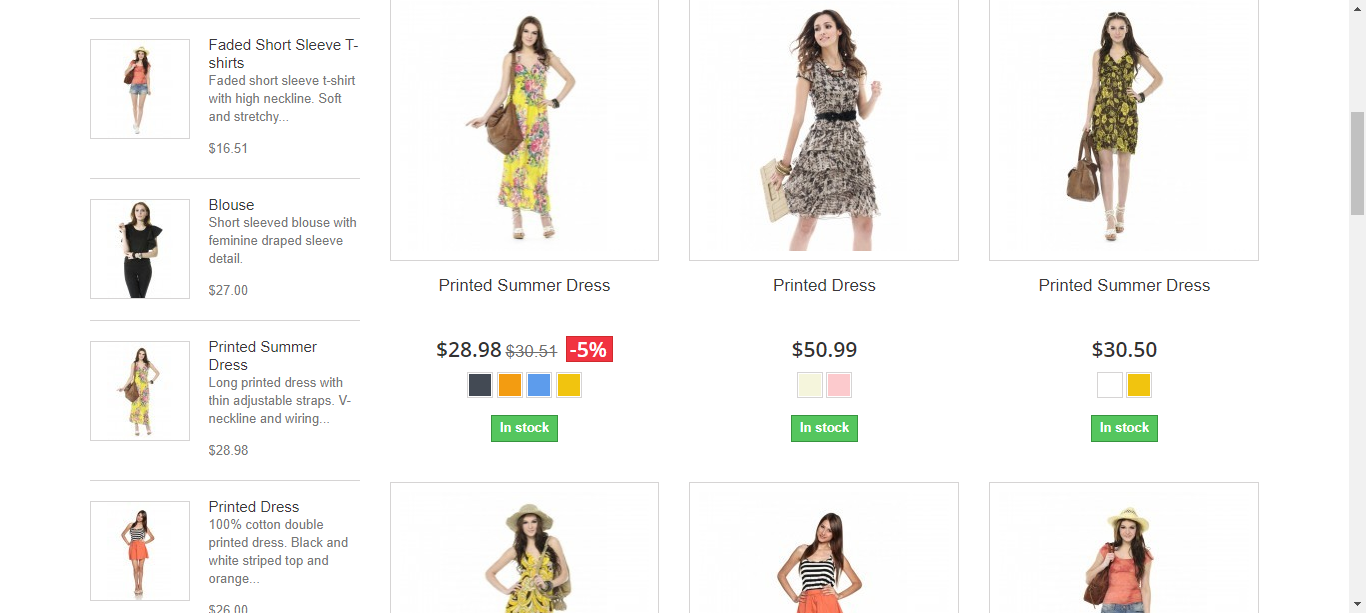 Faded Short Sleeve T-
shirts
Faded short sleeve t-shirt
with high neckline. Soft
and stretchy...
$16.51
Blouse
Short sleeved blouse with
feminine draped sleeve
detail.
$27.00
Printed Summer
Dress
Long printed dress with
thin adjustable straps. V-
neckline and wiring...
$28.98
Printed Dress
100% cotton double
printed dress. Black and
white striped top and
orange...
$26.00
Printed Summer Dress
$28.98 $30.51 -5%
In stock
Printed Dress
$50.99
In stock
Printed Summer Dress
$30.50
In stock